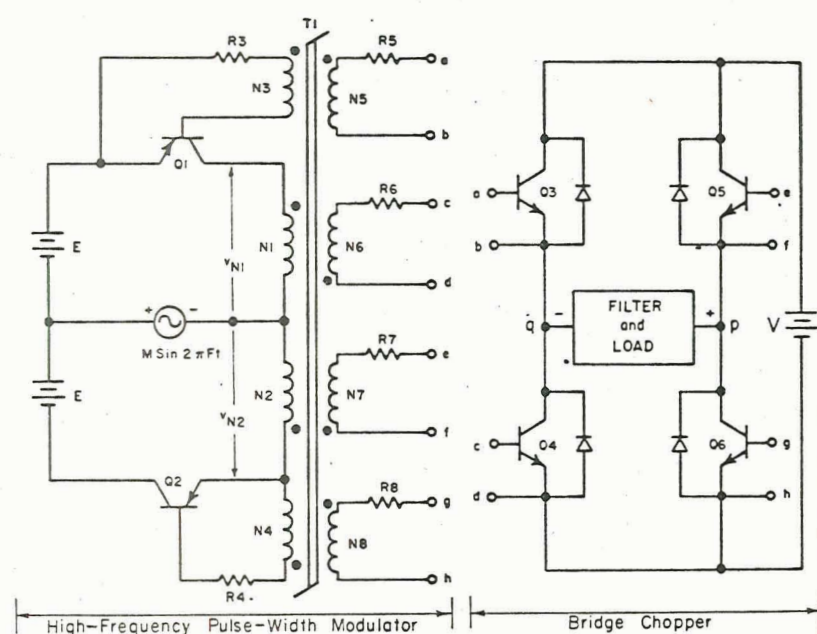 T1
R3
R5
a
N3
N5
b
Q1
R6
c
a
Q3
Q5
e
E
N1
N6
b
f
vN1
d
+ -
R7
q
-
FILTER
and
LOAD
+
p
V
M Sin 2πFt
e
N2
N7
E
vN2
f
c
Q4
Q6
g
Q2
R8
g
d
h
N4
N8
R4
h
High-Frequency Pulse-Width Modulator
Bridge Chopper